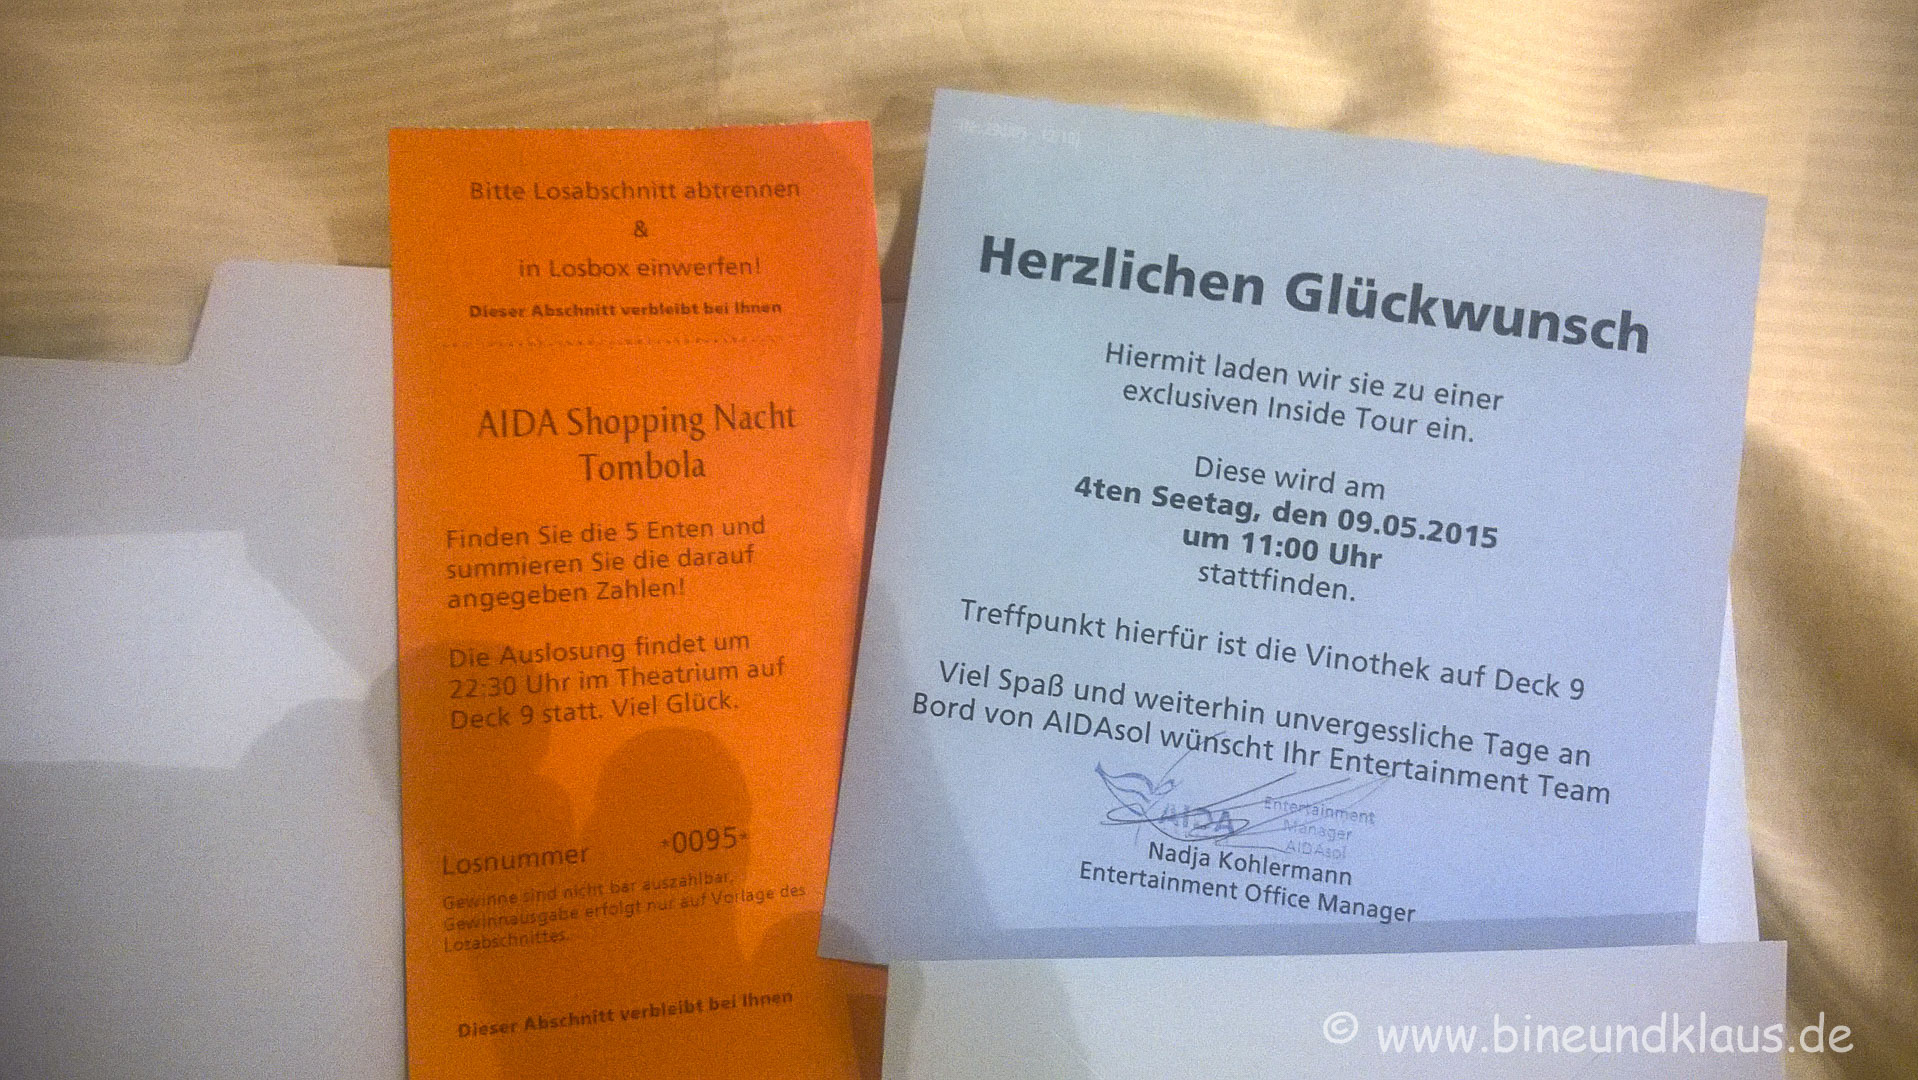 Bitte Losabschnitt abtrennen
&
in Losbox einwerfen!
Dieser Abschnitt verbleibt bei Ihnen
AIDA Shopping Nacht
Tombola
Finden Sie die 5 Enten und
summieren Sie die darauf
angegeben Zahlen!
Die Auslosung findet um
22:30 Uhr im Theatrium auf
Deck 9 statt. Viel Glück.
Losnummer *0095*
Gewinne sind nicht bar auszahlbar.
Gewinnausgabe erfolgt nur auf Vorlage des
Losabschnittes.
Dieser Abschnitt verbleibt bei Ihnen
Herzlichen Glückwunsch
Hiermit laden wir sie zu einer
exclusiven Inside Tour ein.
Diese wird am
4ten Seetag, den 09.05.2015
um 11:00 Uhr
stattfinden.
Treffpunkt hierfür ist die Vinothek auf Deck 9
Viel Spaß und weiterhin unvergessliche Tage an
Bord von AIDAsol wünscht Ihr Entertainment Team
AIDA
Entertainment
Manager
AIDAsol
Nadja Kohlermann
Entertainment Office Manager
© www.bineundklaus.de